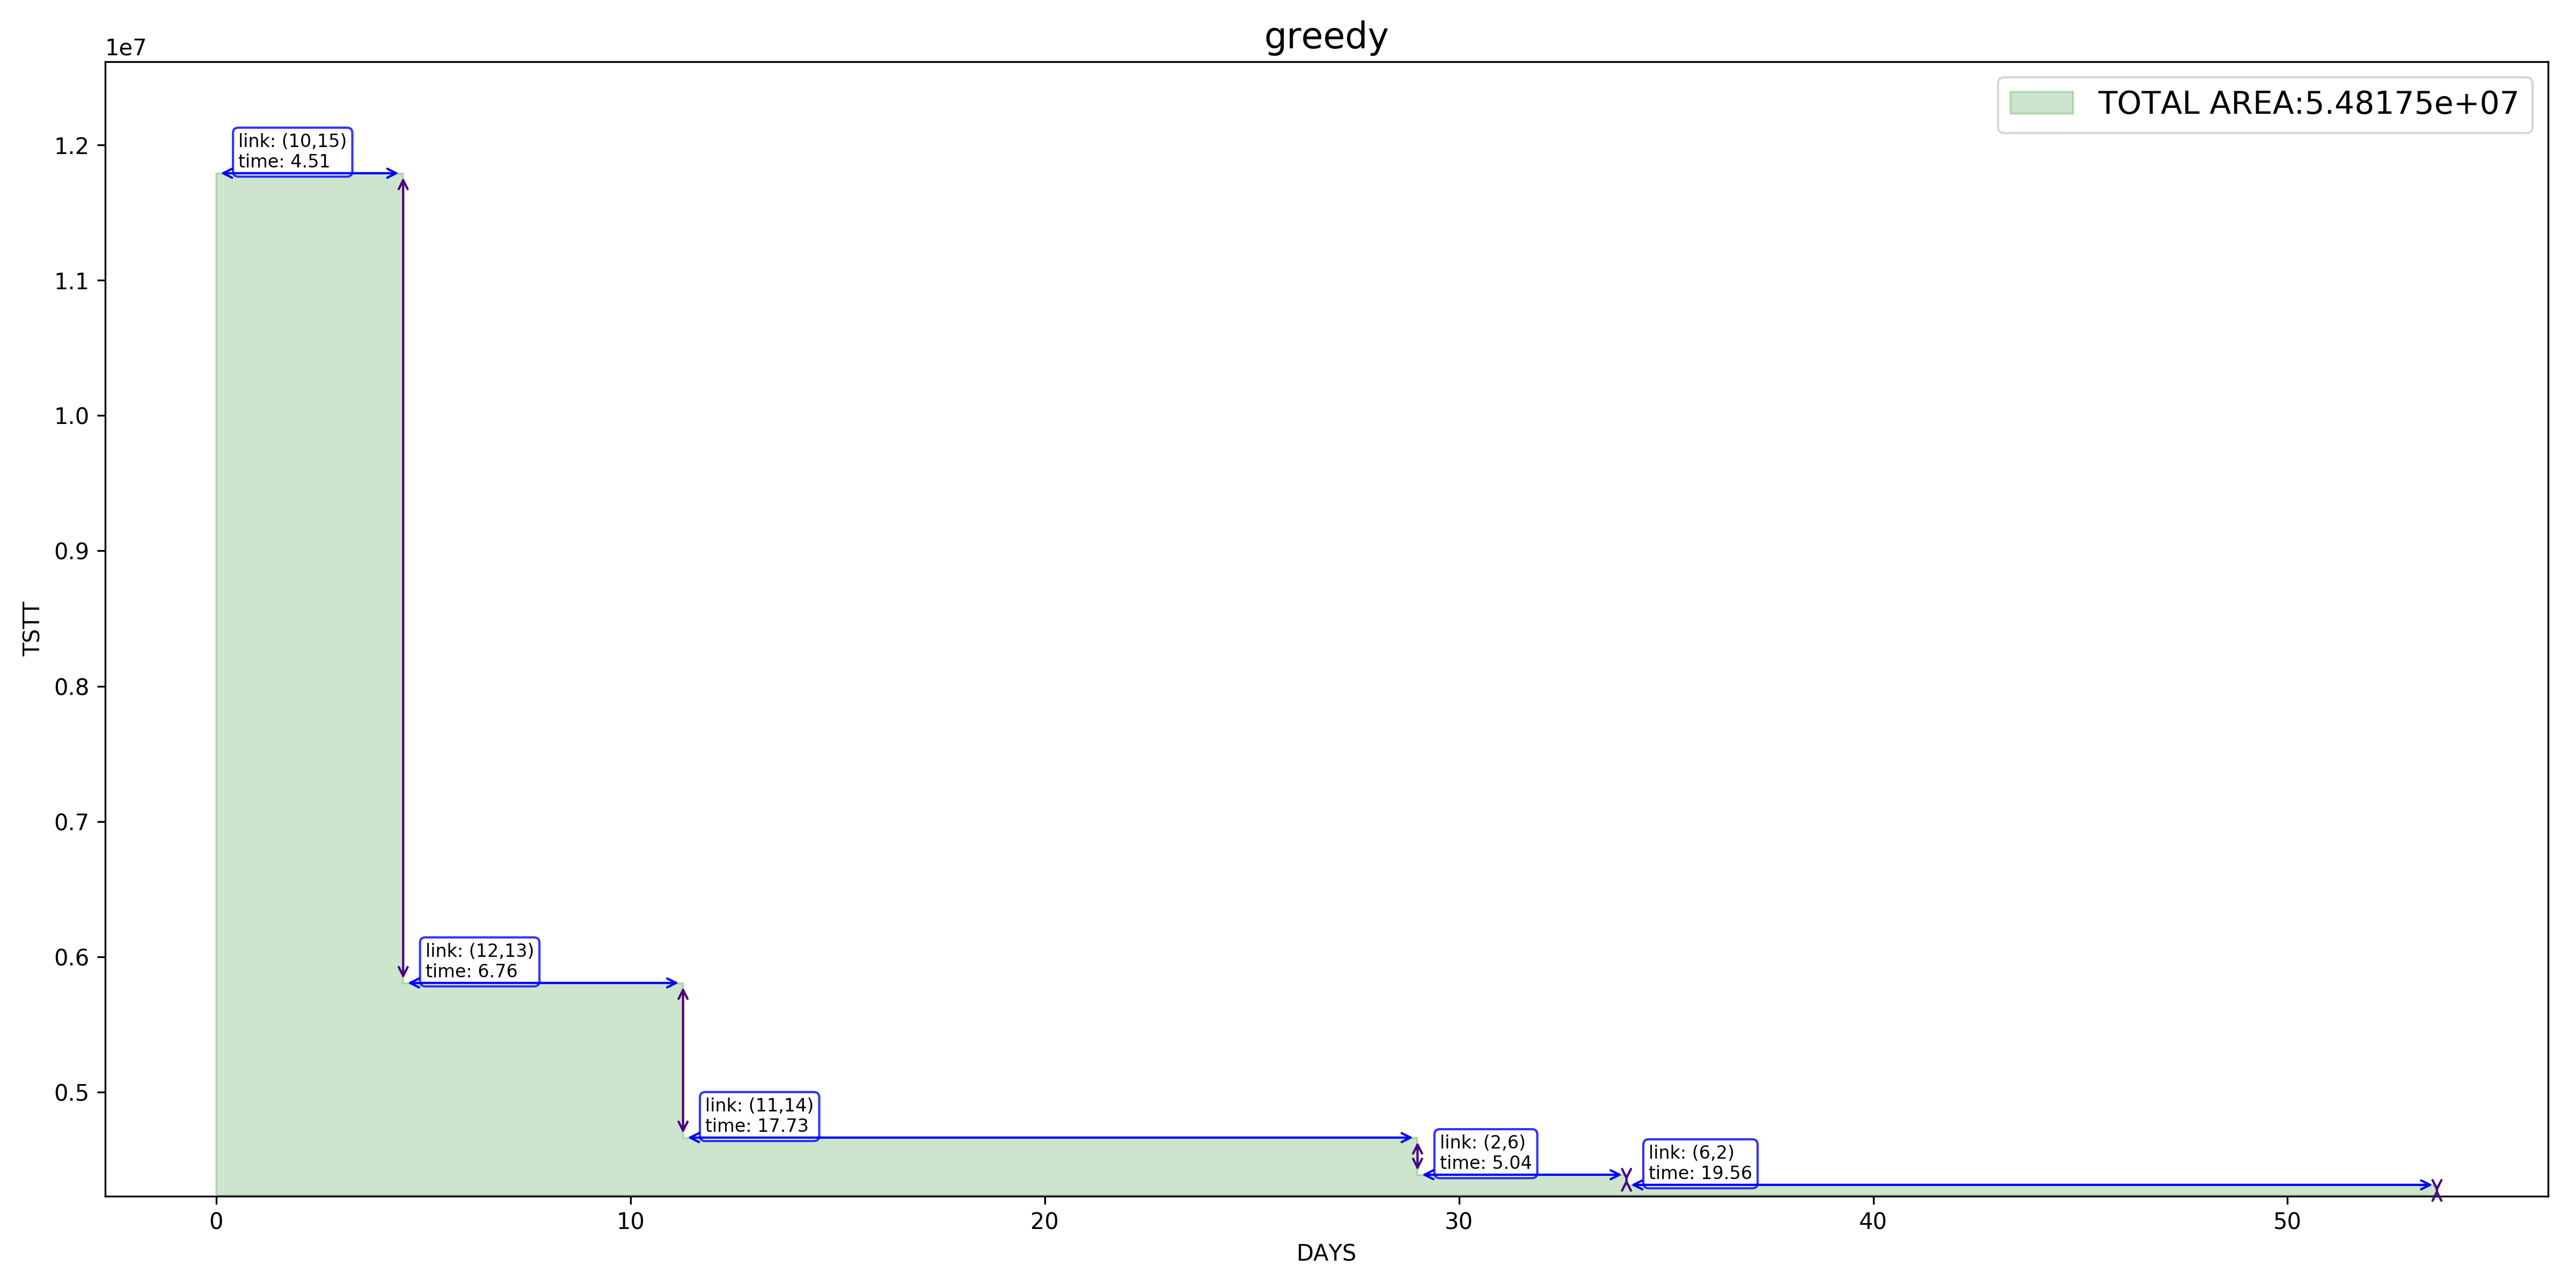 greedy
1e7
TOTAL AREA:5.48175e+07
1.2
1.1
1.0
0.9
0.8
0.7
0.6
0.5
TSTT
link: (10,15)
time: 4.51
link: (12,13)
time: 6.76
link: (11,14)
time: 17.73
link: (2,6)
time: 5.04
link: (6,2)
time: 19.56
0
10
20
30
40
50
DAYS